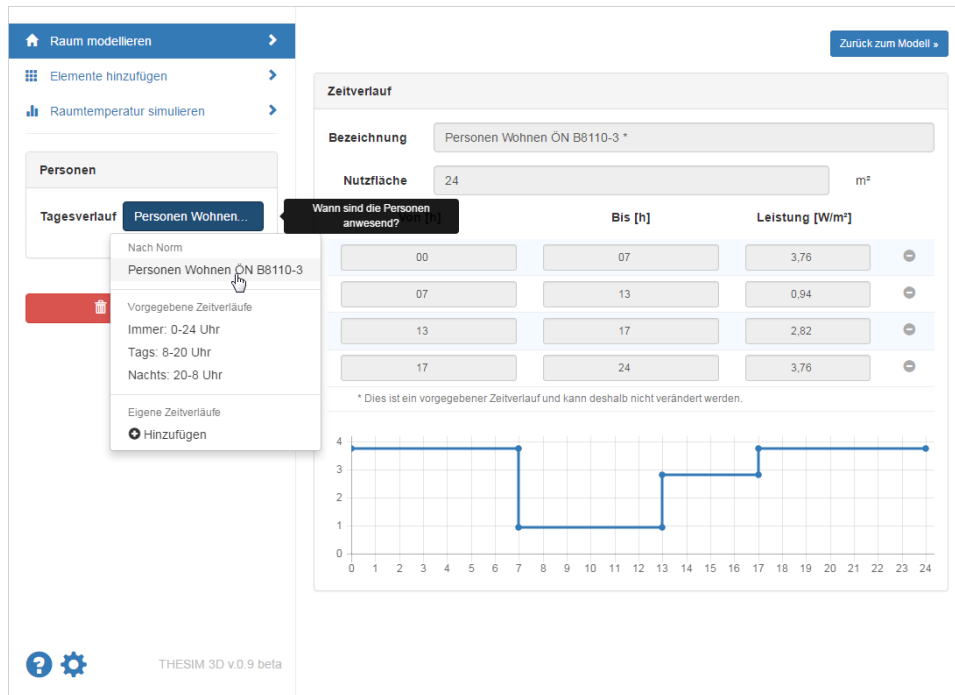 Raum modellieren
Elemente hinzufügen
Raumtemperatur simulieren
Personen
Tagesverlauf Personen Wohnen...
Wann sind die Personen
anwesend?
Nach Norm
Personen Wohnen ÖN B8110-3
Vorgegebene Zeitverläufe
Immer: 0-24 Uhr
Tags: 8-20 Uhr
Nachts: 20-8 Uhr
Eigene Zeitverläufe
Hinzufügen
THESIM 3D v.0.9 beta
Zurück zum Modell »
Zeitverlauf
Bezeichnung Personen Wohnen ÖN B8110-3 *
Nutzfläche 24 m²
[h] Bis [h] Leistung [W/m²]
00 07 3,76
07 13 0,94
13 17 2,82
17 24 3,76
* Dies ist ein vorgegebener Zeitverlauf und kann deshalb nicht verändert werden.
4
3
2
1
0
0 1 2 3 4 5 6 7 8 9 10 11 12 13 14 15 16 17 18 19 20 21 22 23 24